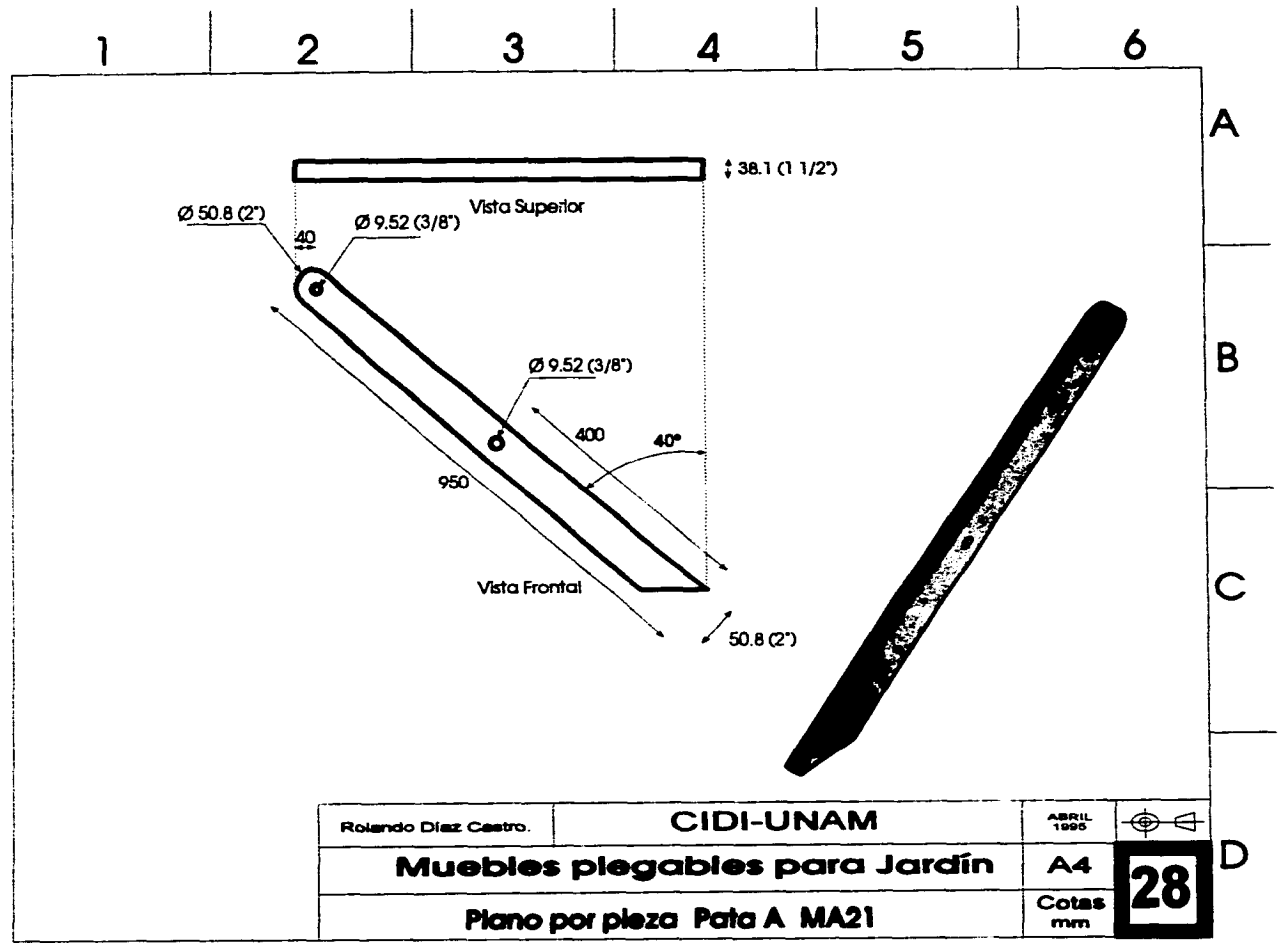 1 2 3 4 5 6
A
B
C
D
38.1 (1 1/2")
Vista Superior
Ø 50.8 (2")
Ø 9.52 (3/8")
40
Ø 9.52 (3/8")
400
40°
950
Vista Frontal
50.8 (2")
Rolando Díaz Castro.
CIDI-UNAM
ABRIL
1995
Muebles plegables para Jardín
A4
28
Plano por pieza Pata A MA21
Cotas
mm